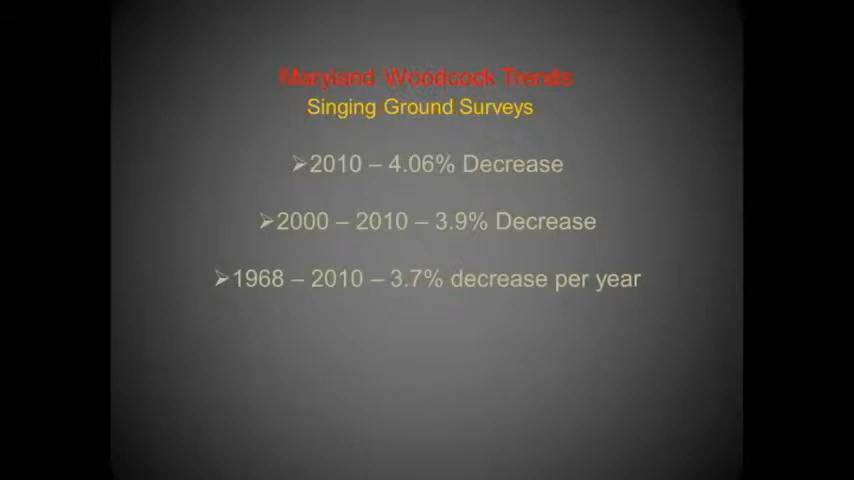 Maryland Woodcock Trends
Singing Ground Surveys
➢2010 – 4.06% Decrease
➢2000 – 2010 – 3.9% Decrease
➢1968 – 2010 – 3.7% decrease per year